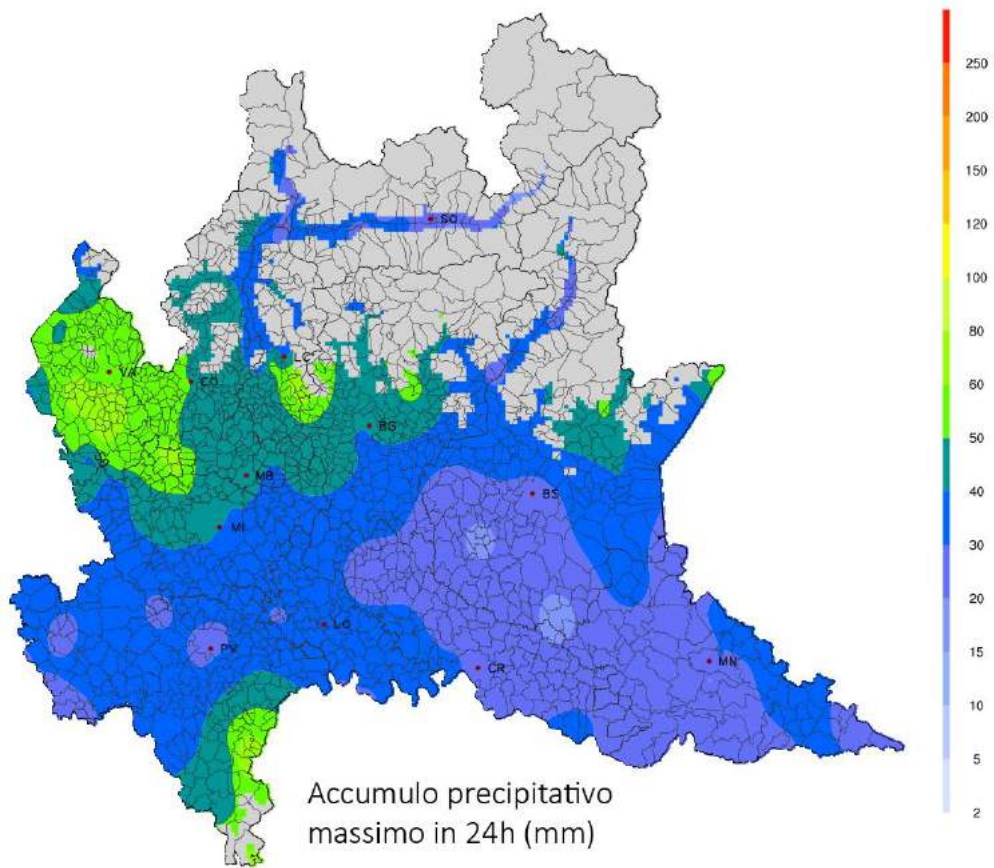 250
200
150
120
100
80
60
50
40
30
20
15
10
5
2
SO
VA
CO
LC
BG
MB
BS
MI
LO
PV
CR
MN
Accumulo precipitativo
massimo in 24h (mm)